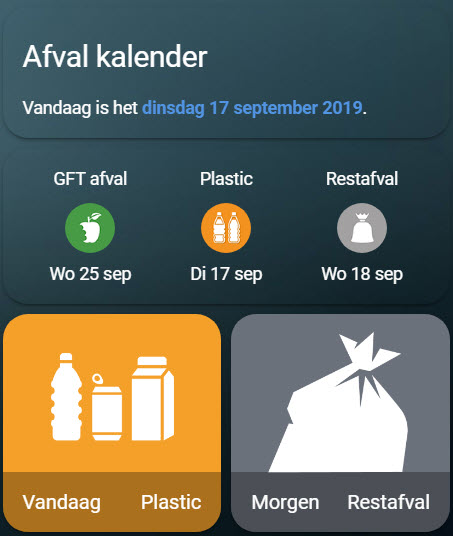 Afval kalender
Vandaag is het dinsdag 17 september 2019.
GFT afval Plastic Restafval
Wo 25 sep Di 17 sep Wo 18 sep
Vandaag Plastic Morgen Restafval